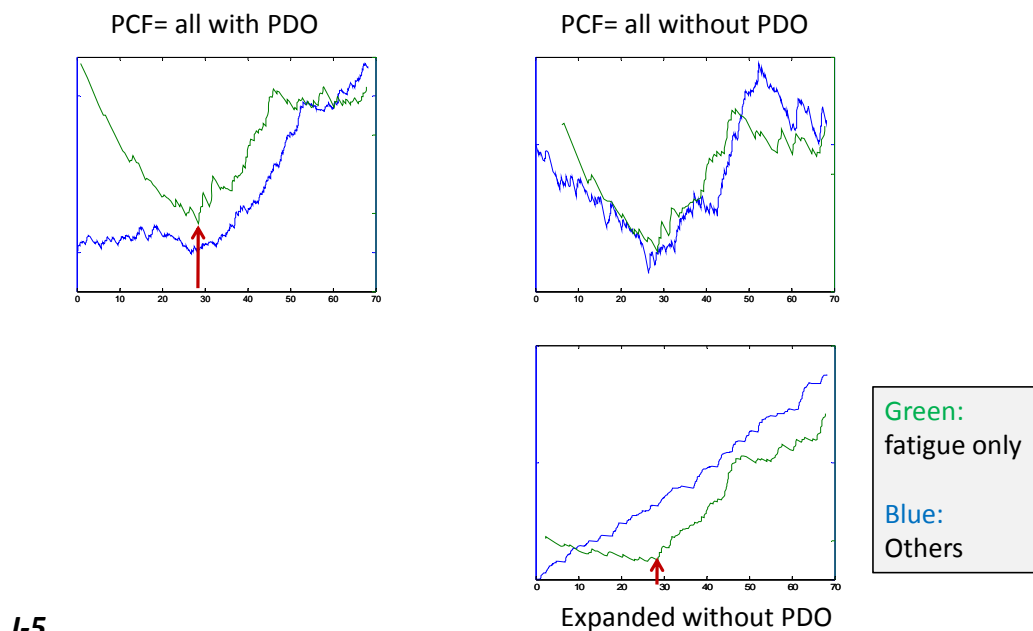 PCF= all with PDO
PCF= all without PDO
0 10 20 30 40 50 60 70
0 10 20 30 40 50 60 70
Green:
fatigue only
Blue:
Others
0 10 20 30 40 50 60 70
Expanded without PDO
I-5